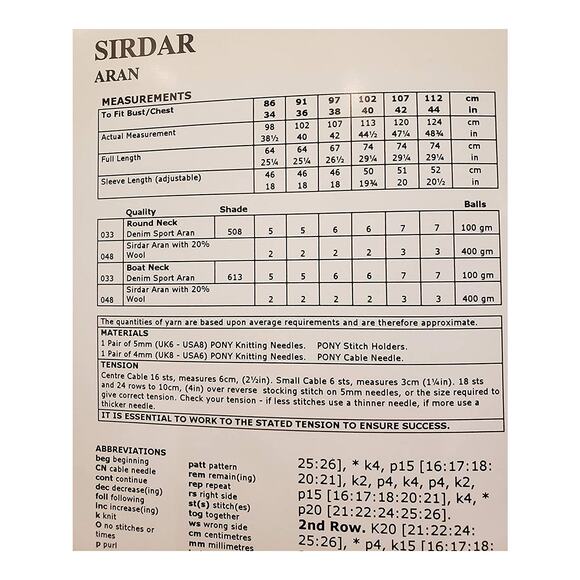 SIRDAR
ARAN
MEASUREMENTS
To Fit Bust/Chest 86 91 97 102 107 112 cm
34 36 38 40 42 44 in
Actual Measurement 98 102 107 113 120 124 cm
38½ 40 42 44½ 47¼ 48¾ in
Full Length 64 64 67 74 74 74 cm
25¼ 25¼ 26½ 29¼ 29¼ 29¼ in
Sleeve Length (adjustable) 46 46 46 50 51 52 cm
18 18 18 19¾ 20 20½ in
Quality Shade Balls
Round Neck
033 Denim Sport Aran 508 5 5 6 6 7 7 100 gm
Sirdar Aran with 20%
048 Wool 2 2 2 2 3 3 400 gm
Boat Neck
033 Denim Sport Aran 613 5 5 6 6 7 7 100 gm
Sirdar Aran with 20%
048 Wool 2 2 2 2 3 3 400 gm
The quantities of yarn are based upon average requirements and are therefore approximate.
MATERIALS
1 Pair of 5mm (UK6 - USA8) PONY Knitting Needles. PONY Stitch Holders.
1 Pair of 4mm (UK8 - USA6) PONY Knitting Needles. PONY Cable Needle.
TENSION
Centre Cable 16 sts, measures 6cm, (2½in). Small Cable 6 sts, measures 3cm (1¼in). 18 sts
and 24 rows to 10cm, (4in) over reverse stocking stitch on 5mm needles, or the size required to
give correct tension. Check your tension - if less stitches use a thinner needle, if more use a
thicker needle.
IT IS ESSENTIAL TO WORK TO THE STATED TENSION TO ENSURE SUCCESS.
ABBREVIATIONS
beg beginning
CN cable needle
cont continue
dec decrease(ing)
foll following
inc increase(ing)
k knit
O no stitches or
times
p purl
patt pattern
rem remain(ing)
rep repeat
rs right side
st(s) stitch(es)
tog together
ws wrong side
cm centimetres
mm millimetres
25:26], * k4, p15 [16:17:18:
20:21], k2, p4, k4, p4, k2,
p15 [16:17:18:20:21], k4, *
p20 [21:22:24:25:26].
2nd Row. K20 [21:22:24:
25:26], * p4, k15 [16:17:18: